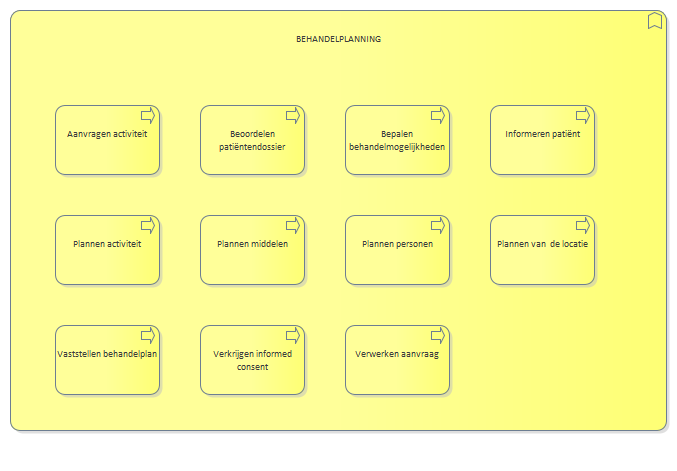 BEHANDELPLANNING
Aanvragen activiteit
Beoordelen
patiëntendossier
Bepalen
behandelmogelijkheden
Informeren patiënt
Plannen activiteit
Plannen middelen
Plannen personen
Plannen van de locatie
Vaststellen behandelplan
Verkrijgen informed
consent
Verwerken aanvraag